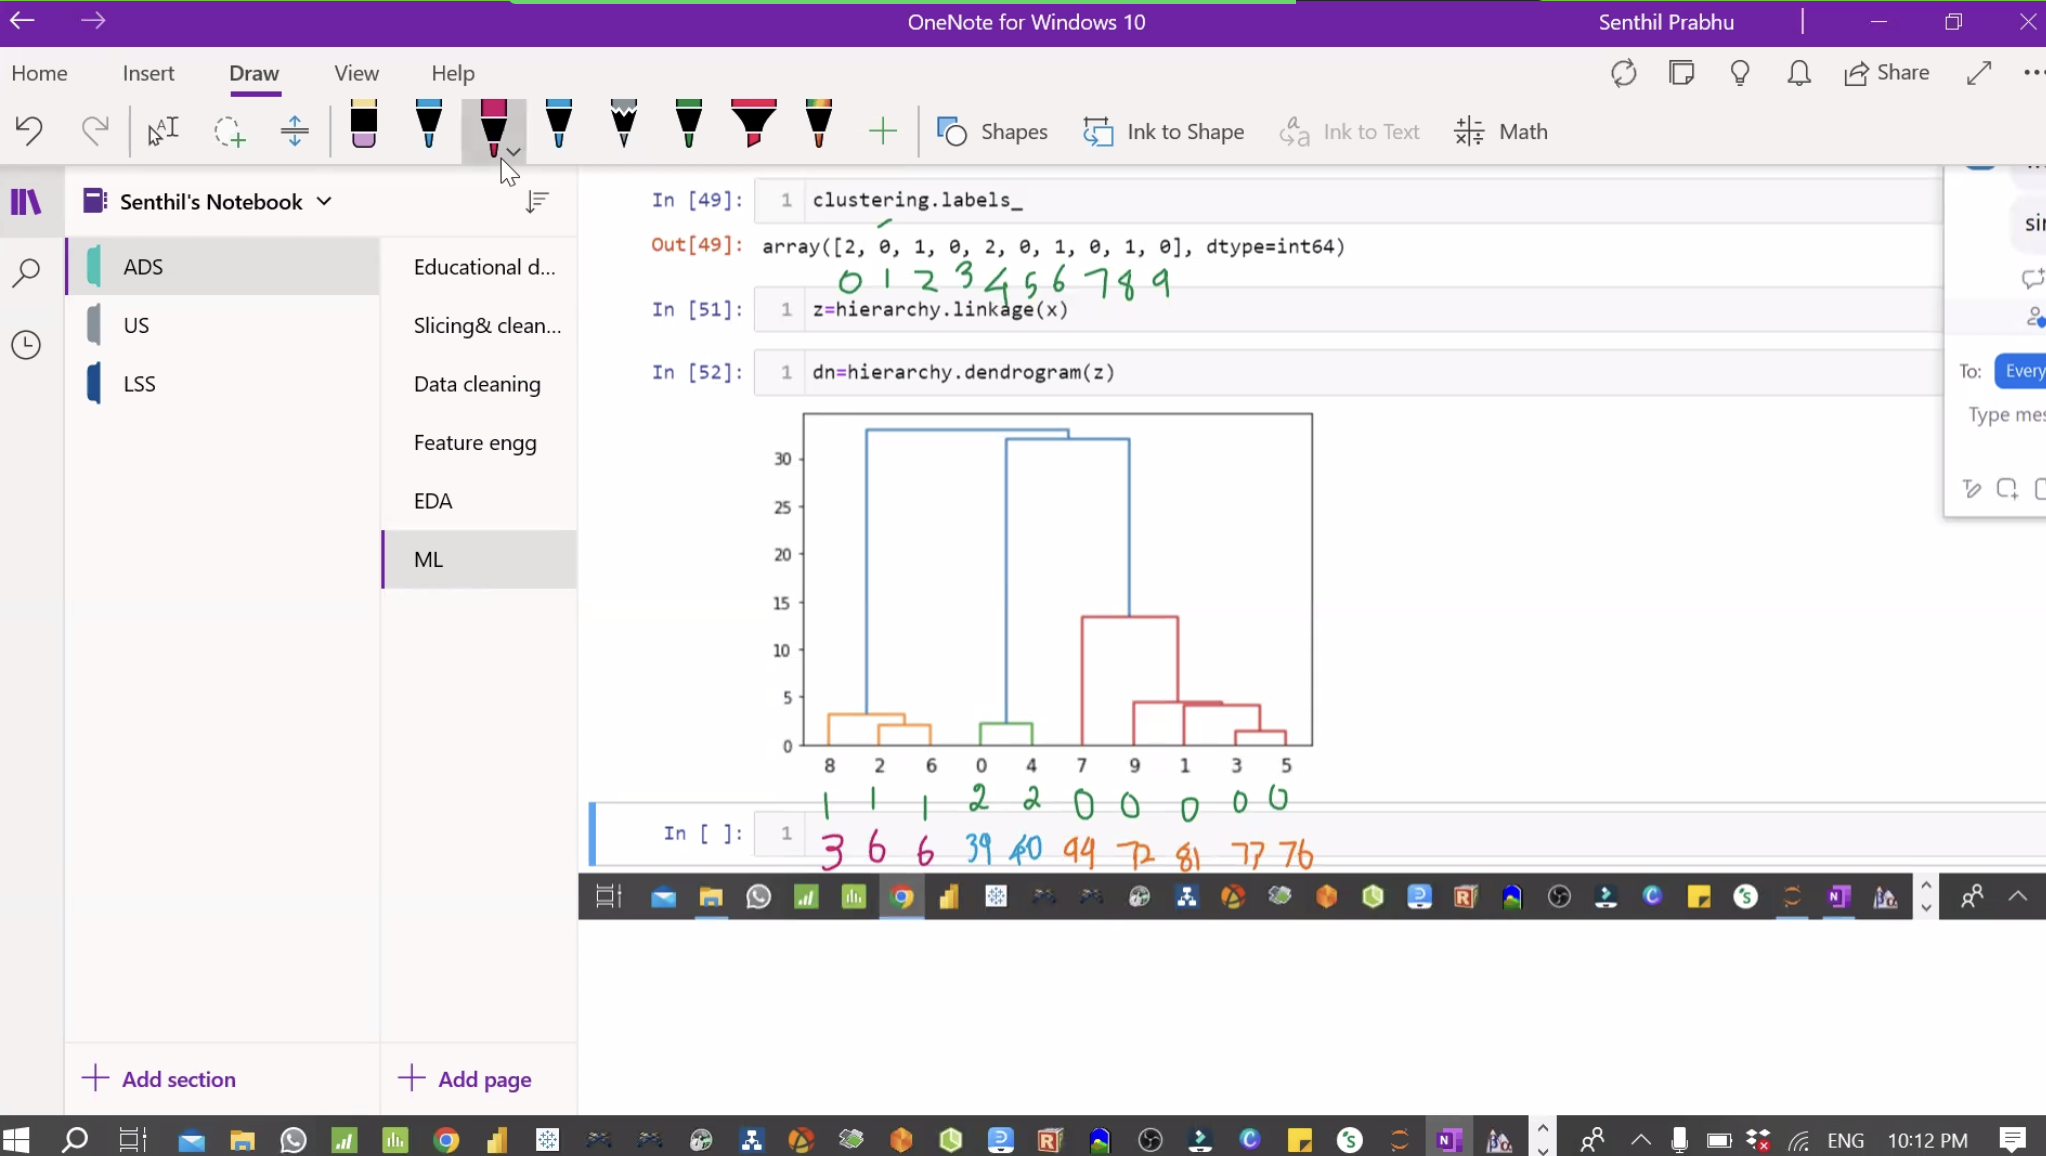 OneNote for Windows 10
Senthil Prabhu
Home Insert Draw View Help
Share
Shapes Ink to Shape Ink to Text Math
Senthil's Notebook
ADS
US
LSS
Educational d...
Slicing& clean...
Data cleaning
Feature engg
EDA
ML
Add section
Add page
In [49]: 1 clustering.labels_
Out[49]: array([2, 0, 1, 0, 2, 0, 1, 0, 1, 0], dtype=int64)
0 1 2 3 4 5 6 7 8 9
In [51]: 1 z=hierarchy.linkage(x)
In [52]: 1 dn=hierarchy.dendrogram(z)
30
25
20
15
10
5
0
8 2 6 0 4 7 9 1 3 5
1 1 1 2 2 0 0 0 0 0
In [ ]: 1
3 6 6 39 40 94 72 81 77 76
To:
ENG 10:12 PM